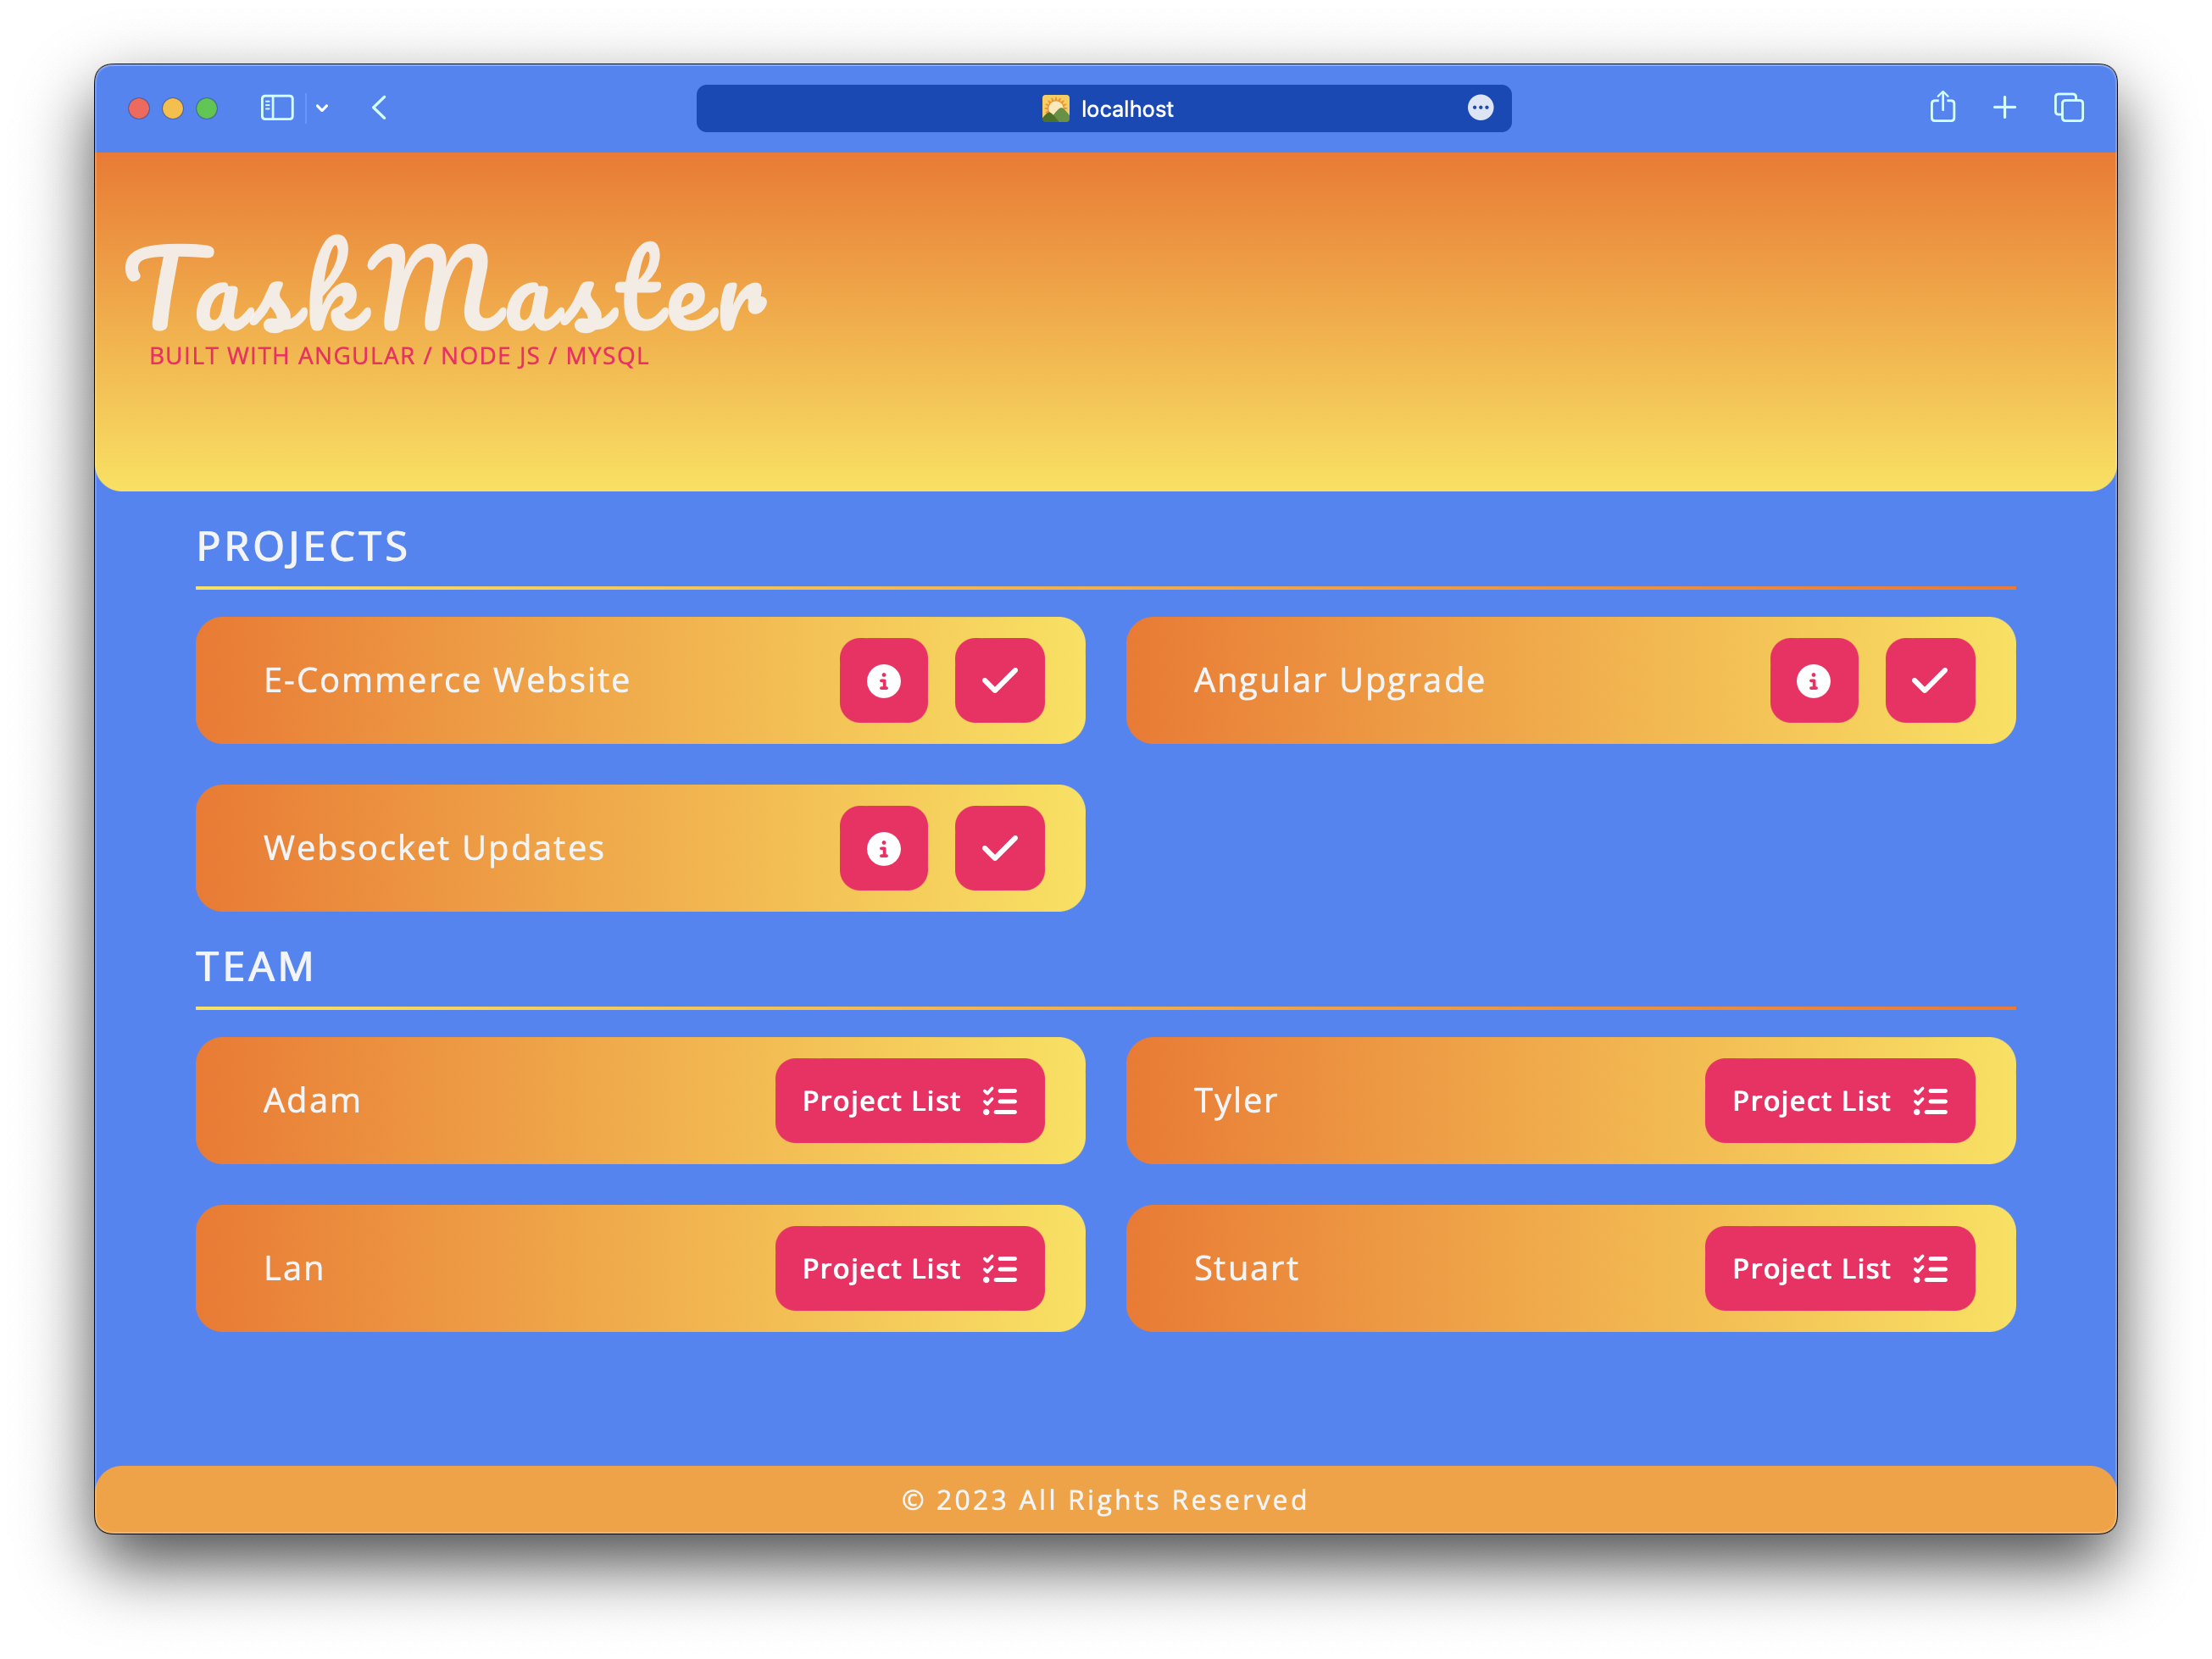 localhost
TaskMaster
BUILT WITH ANGULAR / NODE JS / MYSQL
PROJECTS
E-Commerce Website
Angular Upgrade
Websocket Updates
TEAM
Adam Project List
Tyler Project List
Lan Project List
Stuart Project List
© 2023 All Rights Reserved